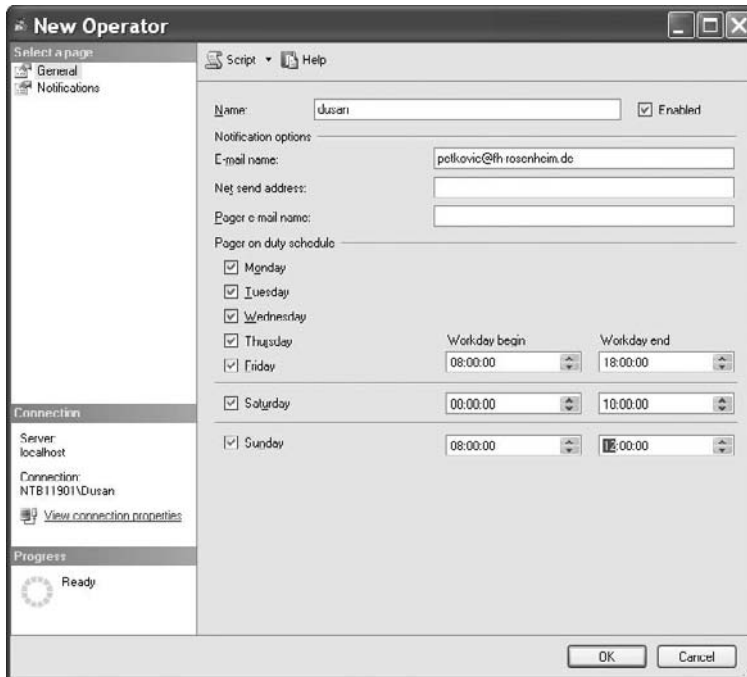 New Operator
Select a page
General
Notifications
Script
Help
Name:
dusan
Enabled
Notification options
E-mail name:
petkovic@fh-rosenheim.de
Net send address:
Pager e-mail name:
Pager on duty schedule
Monday
Tuesday
Wednesday
Thursday
Workday begin
Workday end
Friday
08:00:00
18:00:00
Saturday
00:00:00
10:00:00
Sunday
08:00:00
12:00:00
Connection
Server:
localhost
Connection:
NTB11901\Dusan
View connection properties
Progress
Ready
OK
Cancel